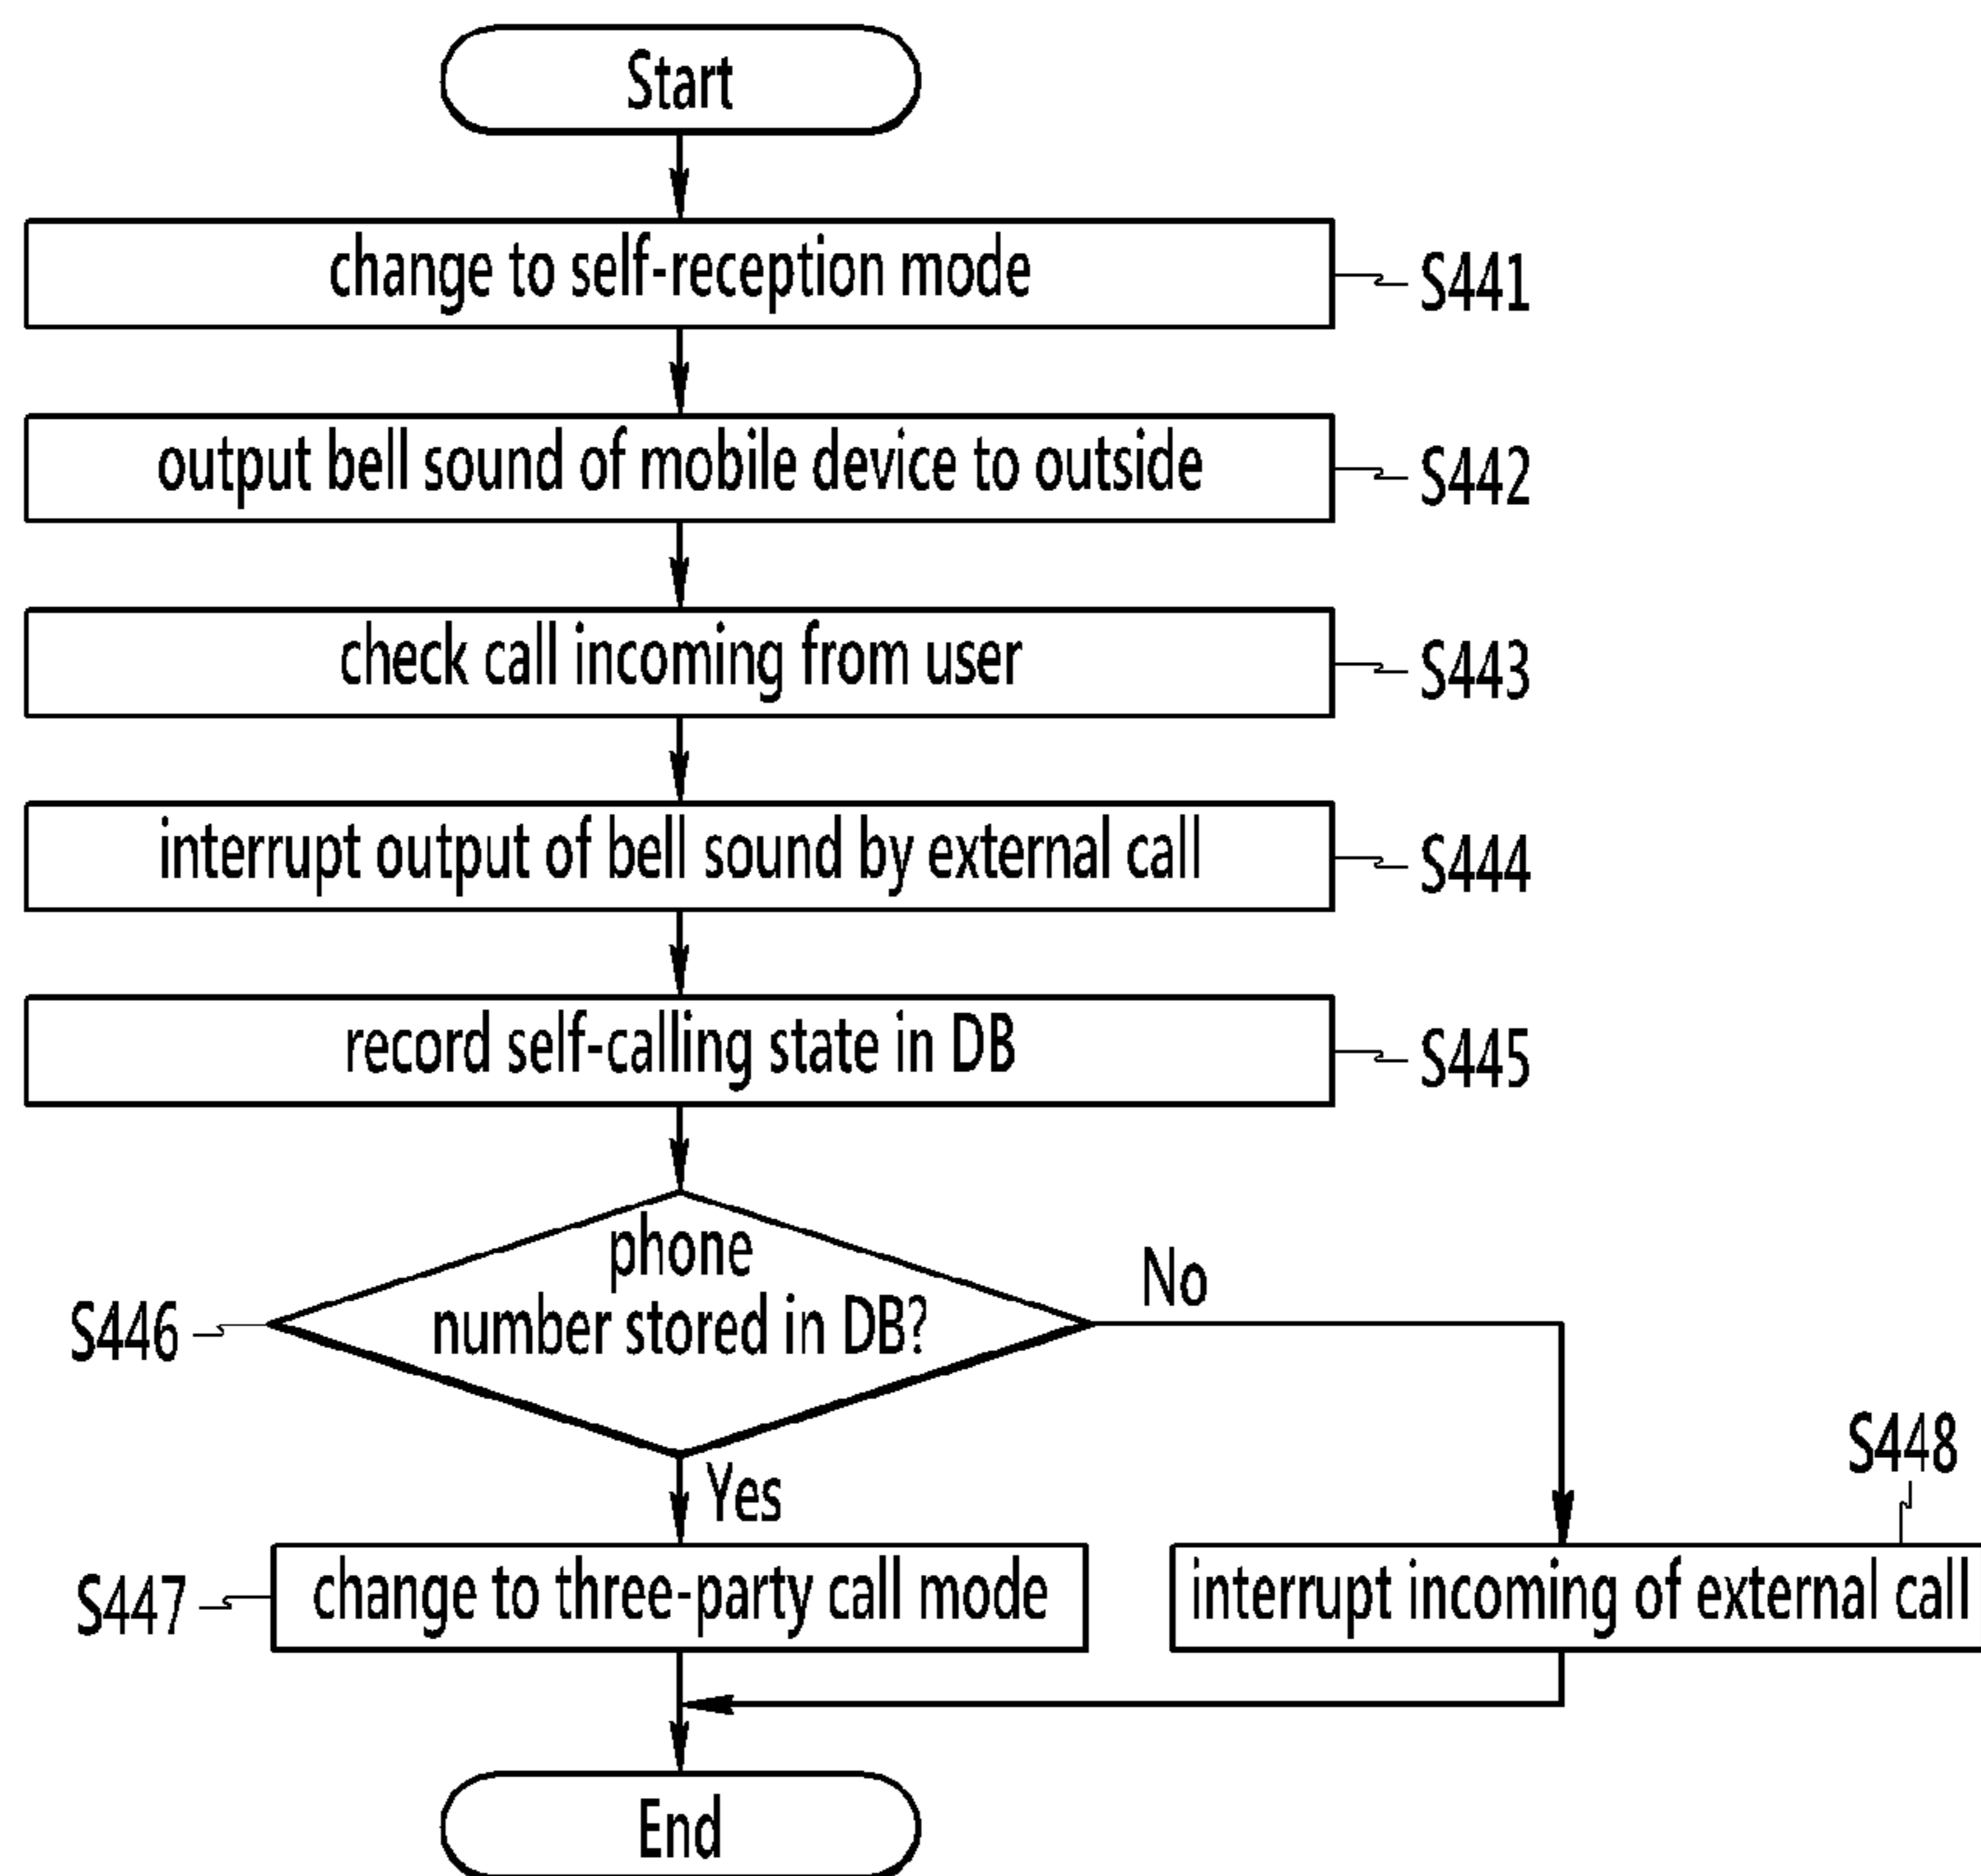 Start
change to self-reception mode
S441
output bell sound of mobile device to outside
S442
check call incoming from user
S443
interrupt output of bell sound by external call
S444
record self-calling state in DB
S445
phone
number stored in DB?
S446
No
Yes
S448
S447
change to three-party call mode
interrupt incoming of external call
End